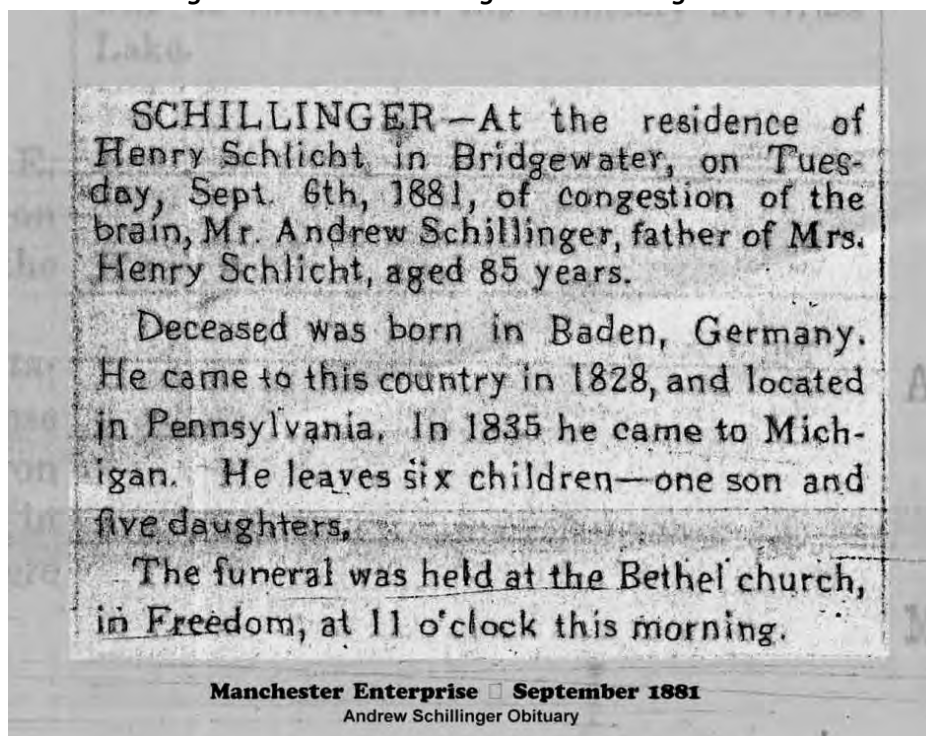 Lake.
SCHILLINGER—At the residence of
Henry Schlicht in Bridgewater, on Tues-
day, Sept. 6th, 1881, of congestion of the
brain, Mr. Andrew Schillinger, father of Mrs.
Henry Schlicht, aged 85 years.
Deceased was born in Baden, Germany.
He came to this country in 1828, and located
in Pennsylvania. In 1835 he came to Mich-
igan. He leaves six children—one son and
five daughters.
The funeral was held at the Bethel church,
in Freedom, at 11 o'clock this morning.
Manchester Enterprise September 1881
Andrew Schillinger Obituary